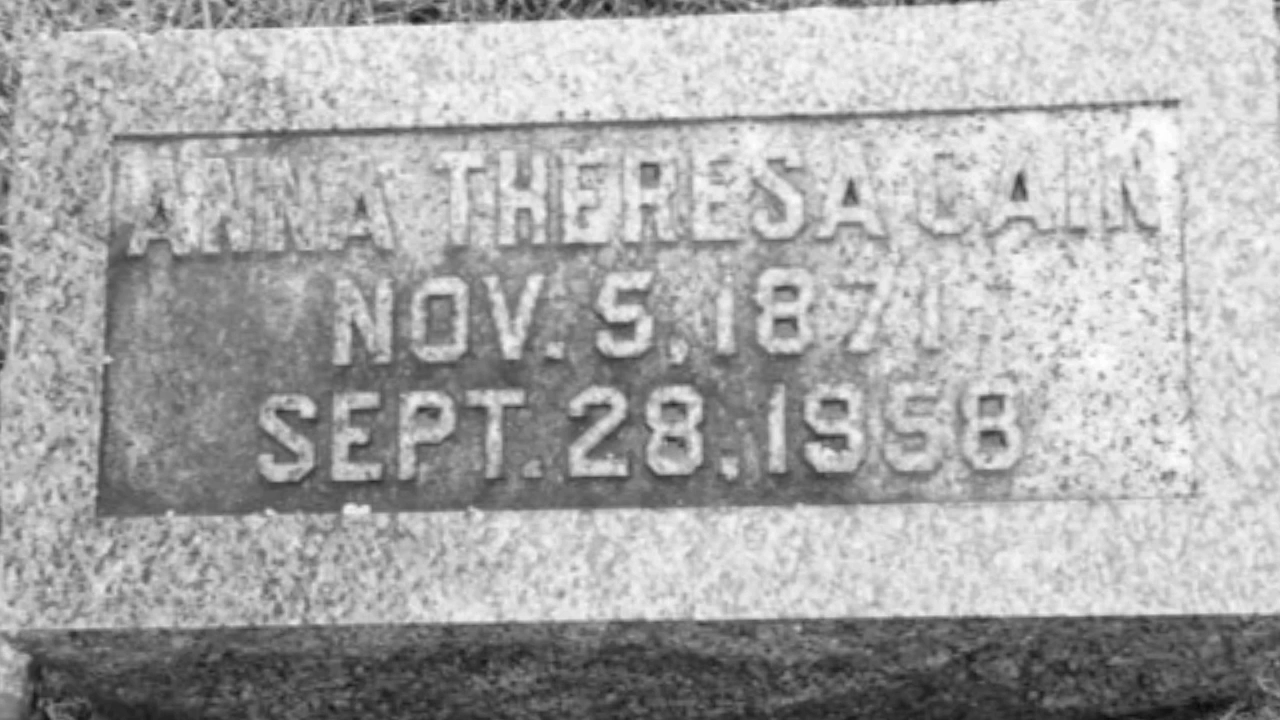 ANNA THERESA CAIN
NOV. 5, 1871
SEPT. 28, 1958